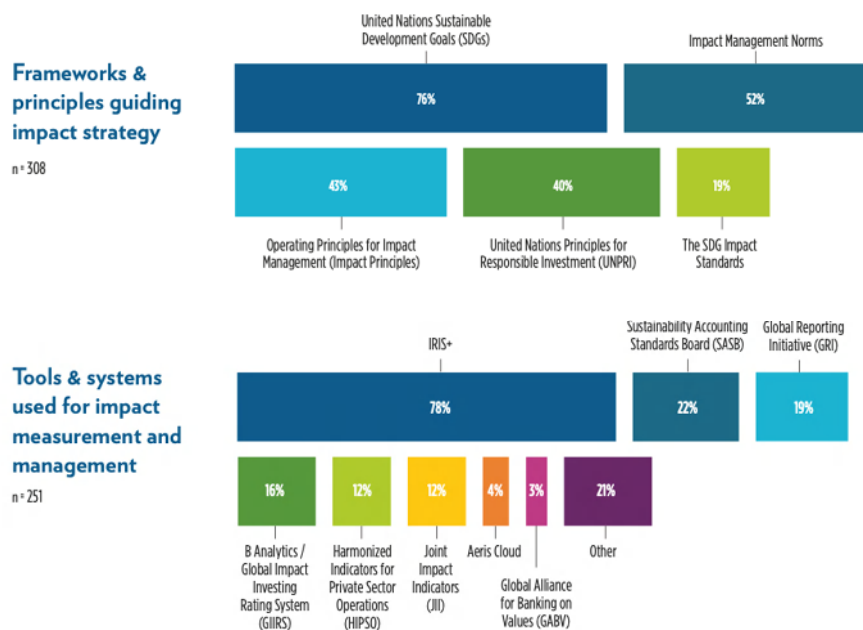 United Nations Sustainable
Development Goals (SDGs)
Impact Management Norms
Frameworks &
principles guiding
impact strategy
n = 308
76%
52%
43%
40%
19%
Operating Principles for Impact
Management (Impact Principles)
United Nations Principles for
Responsible Investment (UNPRI)
The SDG Impact
Standards
IRIS+
Sustainability Accounting
Standards Board (SASB)
Global Reporting
Initiative (GRI)
Tools & systems
used for impact
measurement and
management
n = 251
78%
22%
19%
16%
12%
12%
4%
3%
21%
B Analytics /
Global Impact
Investing
Rating System
(GIIRS)
Harmonized
Indicators for
Private Sector
Operations
(HIPSO)
Joint
Impact
Indicators
(JII)
Aeris Cloud
Global Alliance
for Banking on
Values (GABV)
Other